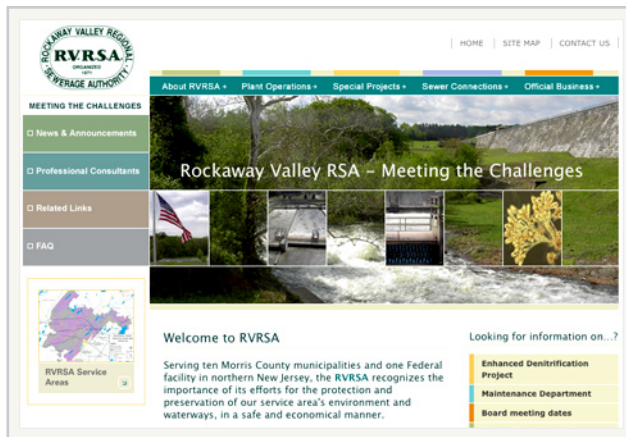 ROCKAWAY VALLEY REGIONAL
RVRSA
ORGANIZED
1971
SEWERAGE AUTHORITY
HOME | SITE MAP | CONTACT US
About RVRSA + Plant Operations + Special Projects + Sewer Connections + Official Business +
MEETING THE CHALLENGES
News & Announcements
Professional Consultants
Related Links
FAQ
Rockaway Valley RSA – Meeting the Challenges
RVRSA Service
Areas
Welcome to RVRSA
Serving ten Morris County municipalities and one Federal
facility in northern New Jersey, the RVRSA recognizes the
importance of its efforts for the protection and
preservation of our service area's environment and
waterways, in a safe and economical manner.
Looking for information on...?
Enhanced Denitrification
Project
Maintenance Department
Board meeting dates